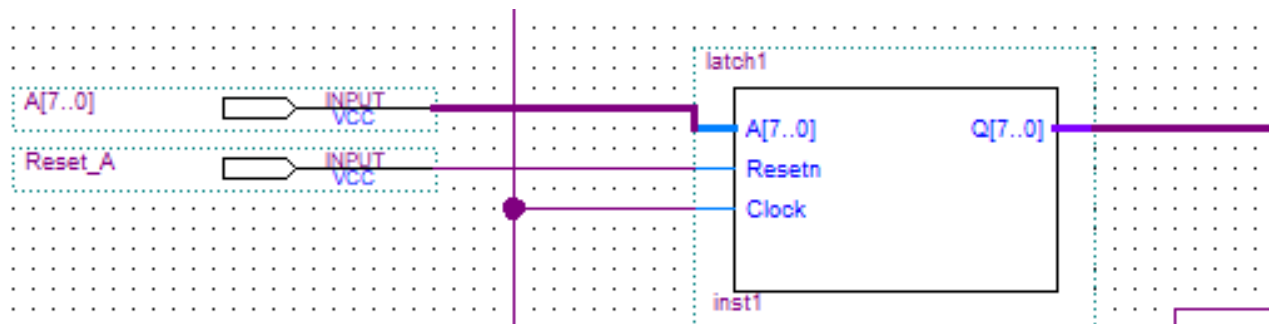 latch1
A[7..0]
INPUT
VCC
A[7..0]
Q[7..0]
Reset_A
INPUT
VCC
Resetn
Clock
inst1